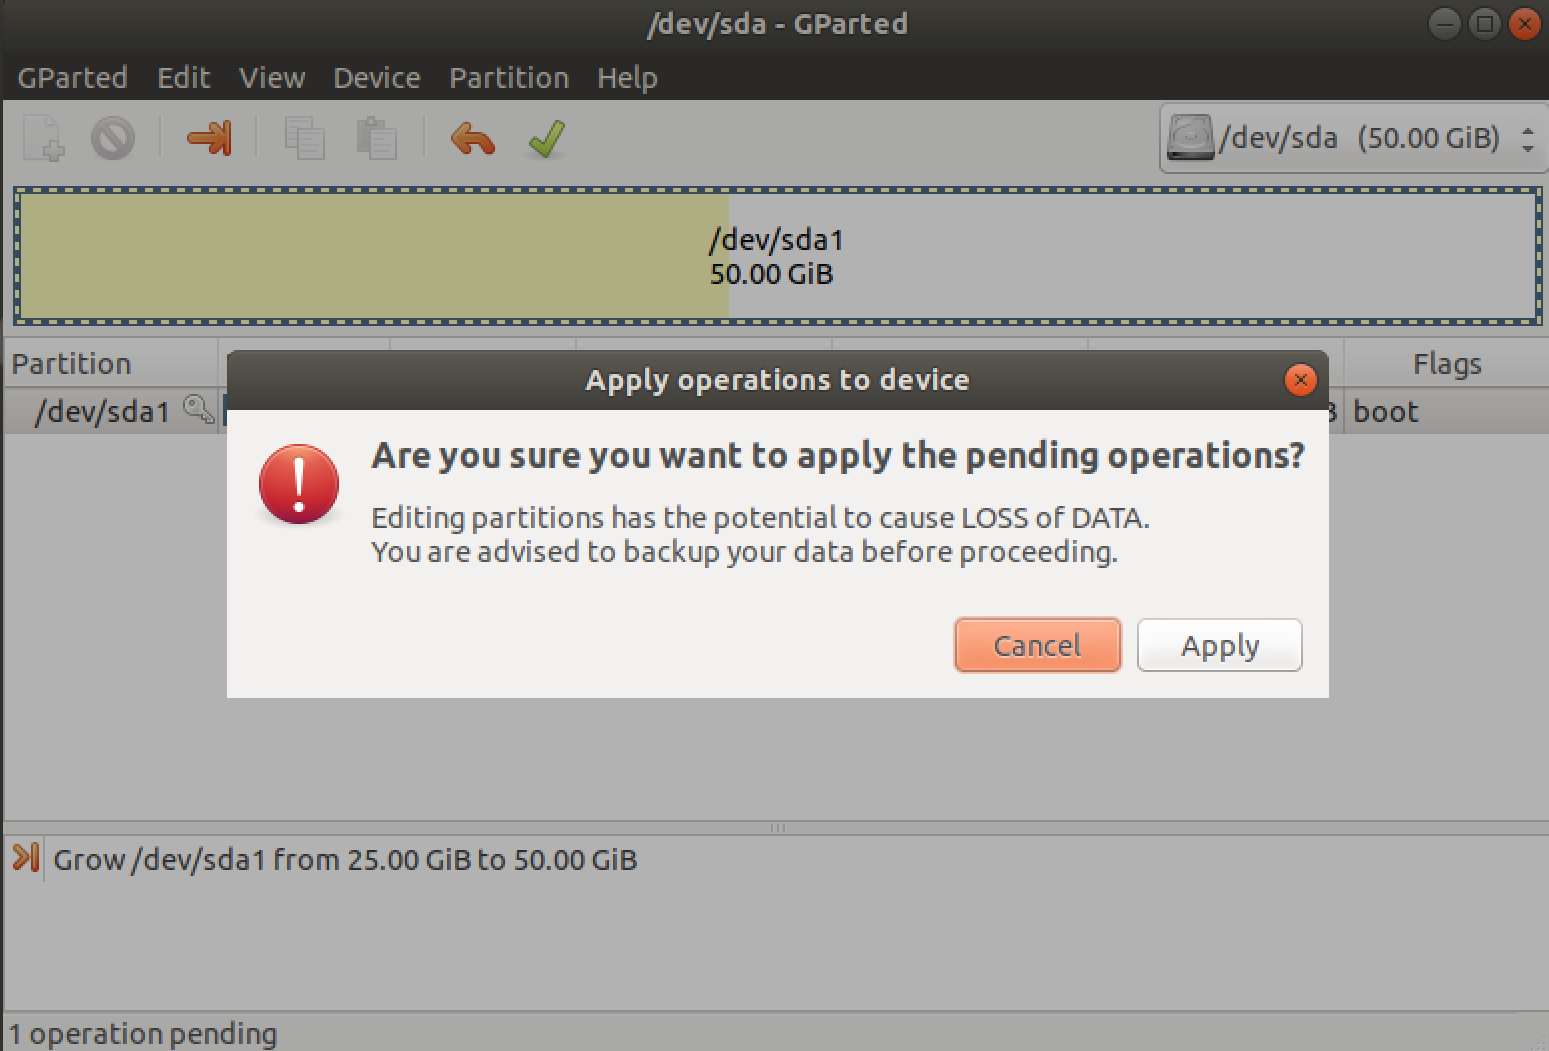 /dev/sda - GParted
GParted Edit View Device Partition Help
/dev/sda (50.00 GiB)
/dev/sda1
50.00 GiB
Partition Flags
/dev/sda1 boot
Apply operations to device
Are you sure you want to apply the pending operations?
Editing partitions has the potential to cause LOSS of DATA.
You are advised to backup your data before proceeding.
Cancel Apply
Grow /dev/sda1 from 25.00 GiB to 50.00 GiB
1 operation pending